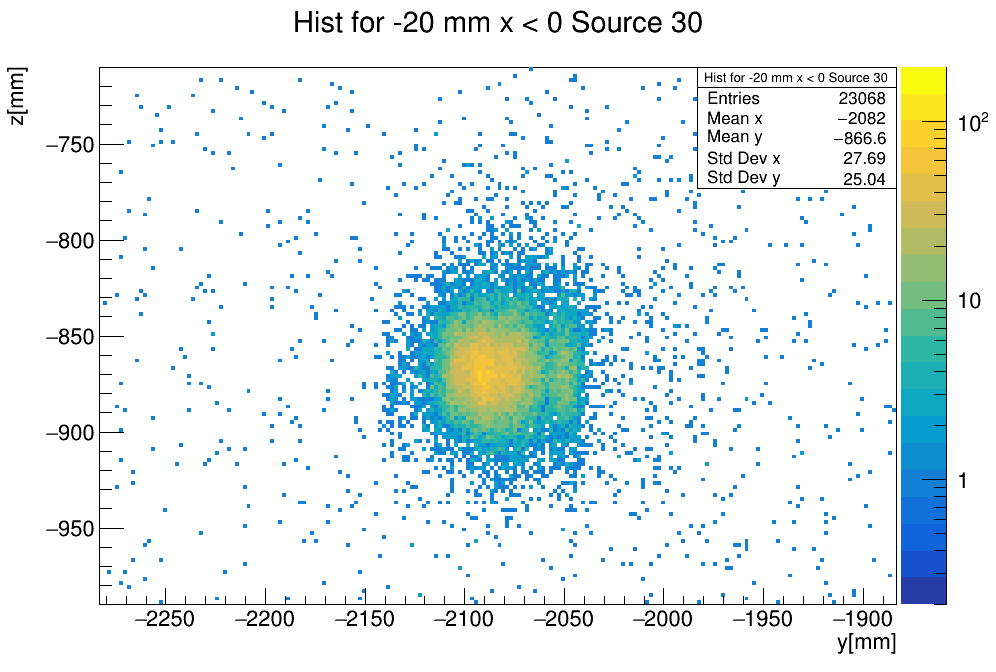 Hist for -20 mm x < 0 Source 30
z[mm]
Hist for -20 mm x < 0 Source 30
Entries 23068
Mean x −2082
Mean y −866.6
Std Dev x 27.69
Std Dev y 25.04
−750
−800
−850
−900
−950
10²
10
1
−2250 −2200 −2150 −2100 −2050 −2000 −1950 −1900
y[mm]